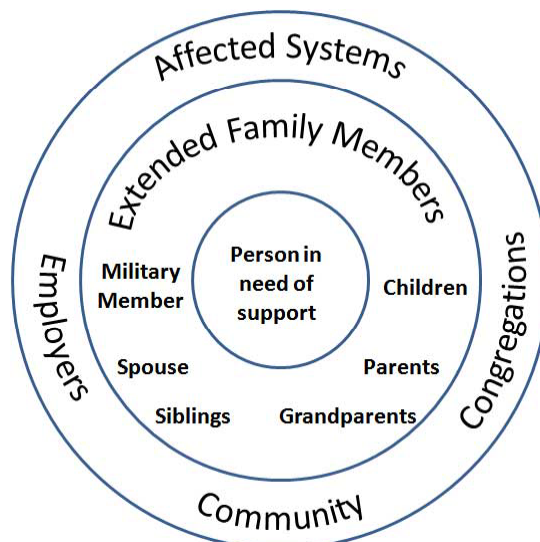 Affected Systems
Extended Family Members
Person in
need of
support
Military
Member
Children
Spouse
Parents
Siblings
Grandparents
Employers
Congregations
Community